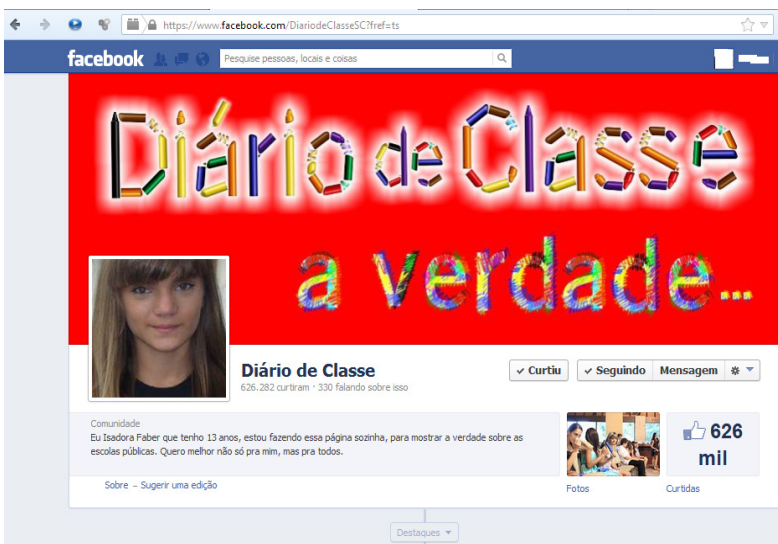 https://www.facebook.com/DiariodeClasseSC?fref=ts
facebook
Pesquise pessoas, locais e coisas
Diário de Classe
a verdade...
Diário de Classe
626.282 curtiram · 330 falando sobre isso
Curtiu
Seguindo
Mensagem
Comunidade
Eu Isadora Faber que tenho 13 anos, estou fazendo essa página sozinha, para mostrar a verdade sobre as
escolas públicas. Quero melhor não só pra mim, mas pra todos.
626
mil
Sobre – Sugerir uma edição
Fotos
Curtidas
Destaques